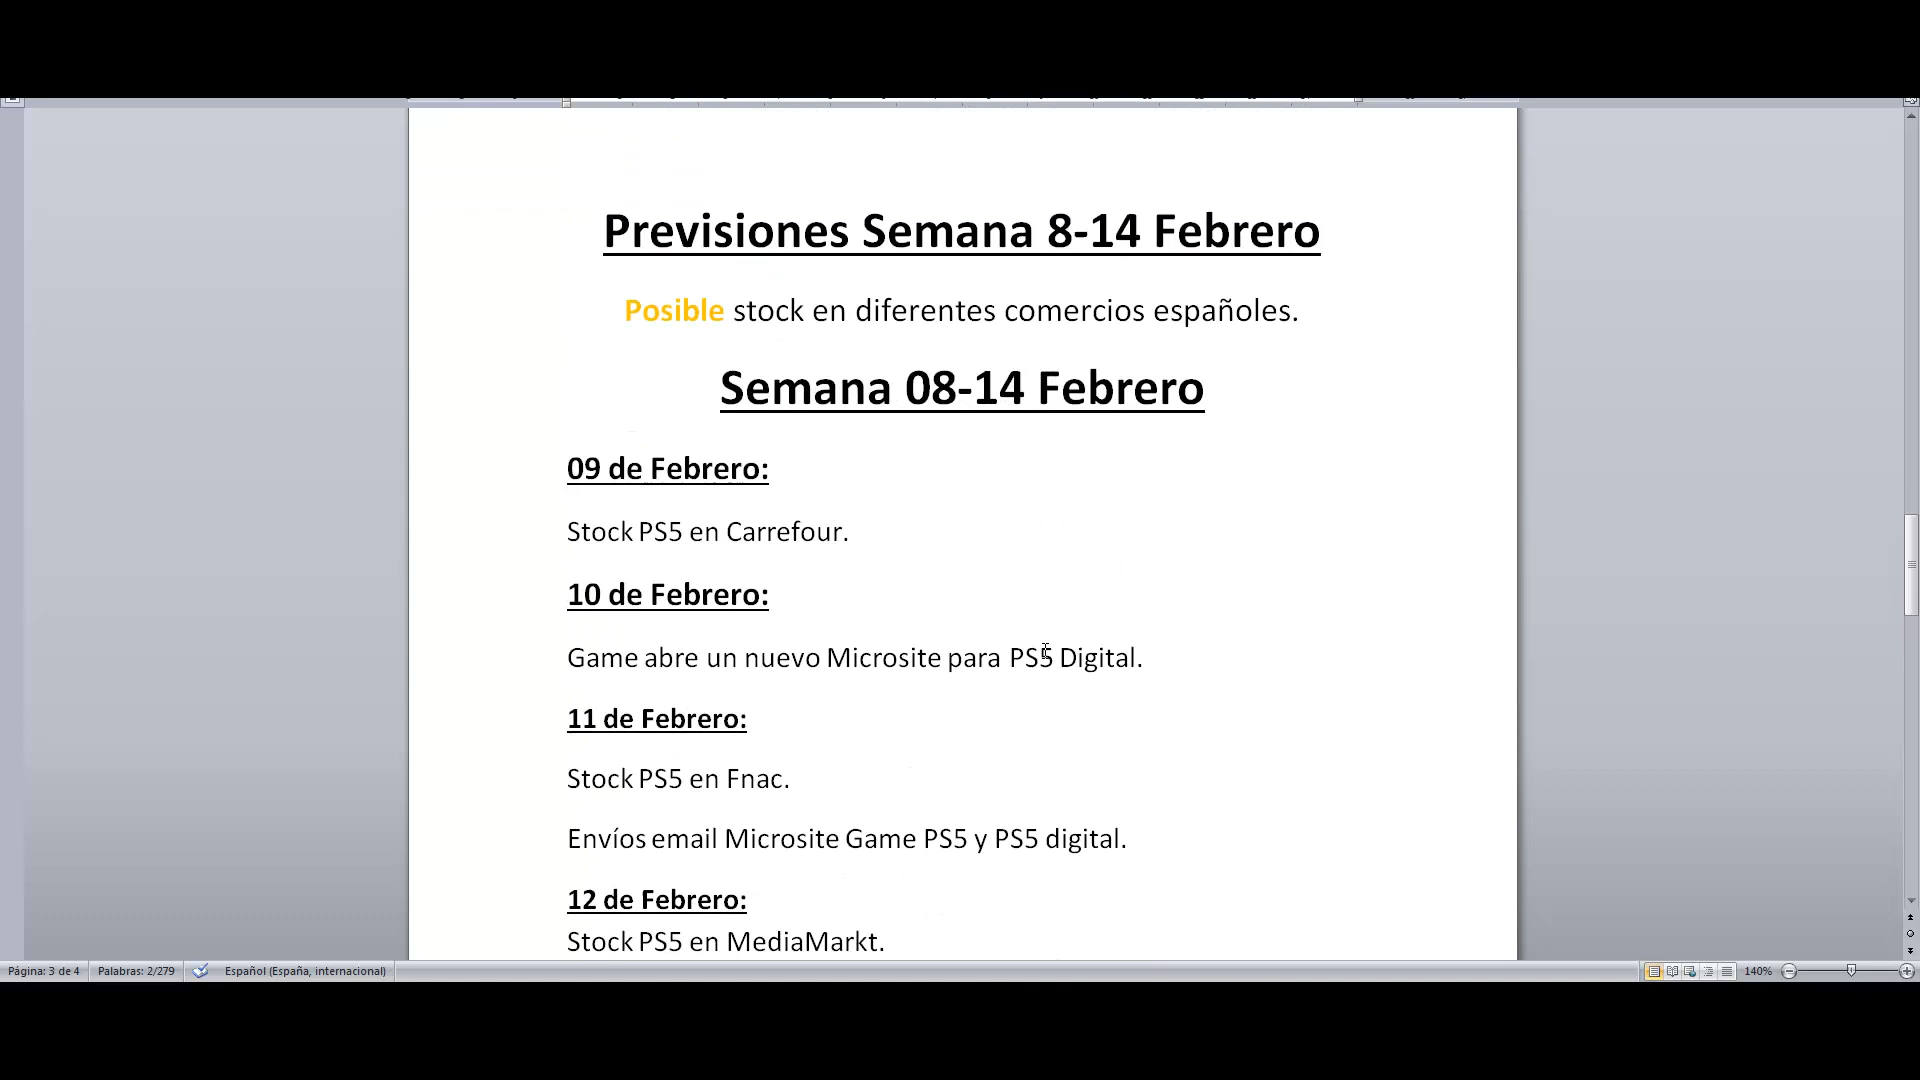 Previsiones Semana 8-14 Febrero
Posible stock en diferentes comercios españoles.
Semana 08-14 Febrero
09 de Febrero:
Stock PS5 en Carrefour.
10 de Febrero:
Game abre un nuevo Microsite para PS5 Digital.
11 de Febrero:
Stock PS5 en Fnac.
Envíos email Microsite Game PS5 y PS5 digital.
12 de Febrero:
Stock PS5 en MediaMarkt.
Página: 3 de 4 Palabras: 2/279 Español (España, internacional) 140%